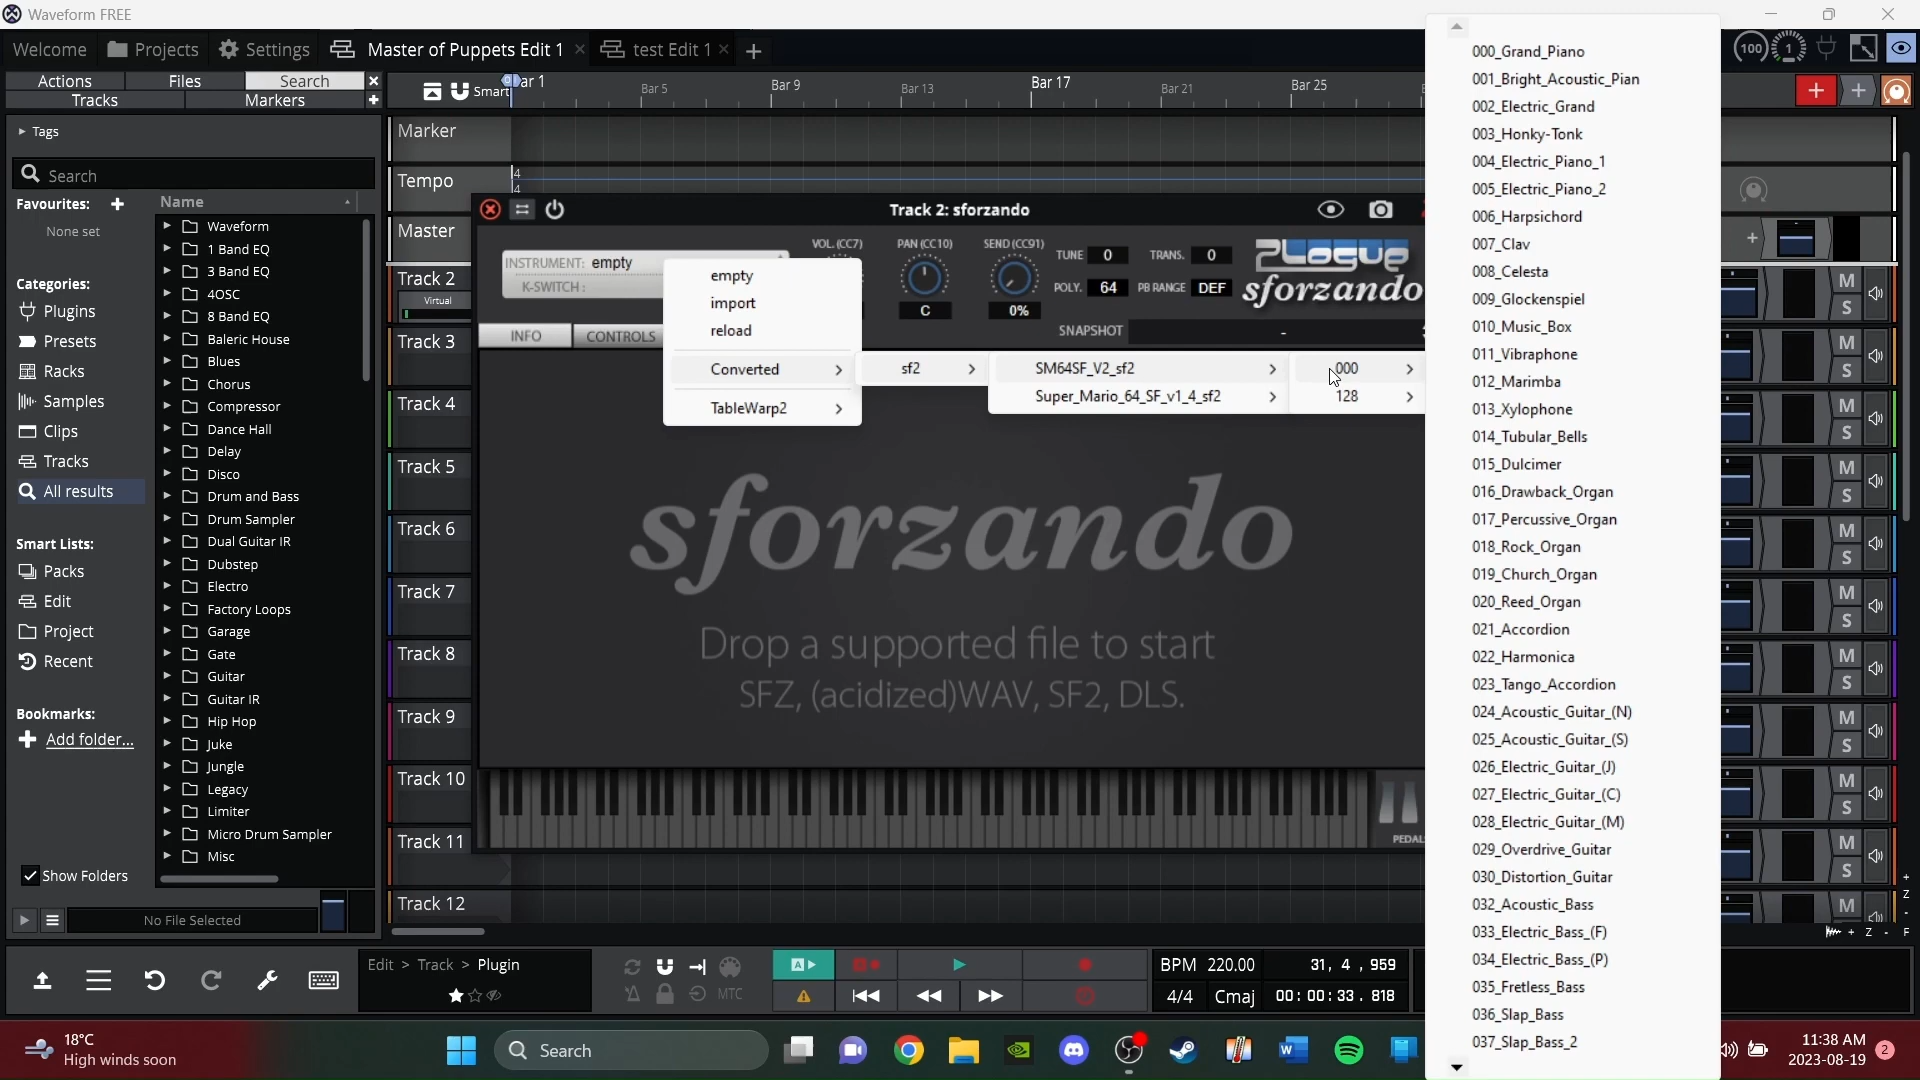 Waveform FREE
Welcome Projects Settings Master of Puppets Edit 1 test Edit 1
100 1
Actions Files Search
Tracks Markers
Smart Bar 1 Bar 5 Bar 9 Bar 13 Bar 17 Bar 21 Bar 25
Tags
Search
Favourites:
None set
Categories:
Plugins
Presets
Racks
Samples
Clips
Tracks
All results
Smart Lists:
Packs
Edit
Project
Recent
Bookmarks:
Add folder...
Show Folders
No File Selected
Name
Waveform
1 Band EQ
3 Band EQ
4OSC
8 Band EQ
Baleric House
Blues
Chorus
Compressor
Dance Hall
Delay
Disco
Drum and Bass
Drum Sampler
Dual Guitar IR
Dubstep
Electro
Factory Loops
Garage
Gate
Guitar
Guitar IR
Hip Hop
Juke
Jungle
Legacy
Limiter
Micro Drum Sampler
Misc
Marker
Tempo
4
4
Master
Track 2
Virtual
Track 3
Track 4
Track 5
Track 6
Track 7
Track 8
Track 9
Track 10
Track 11
Track 12
Track 2: sforzando
INSTRUMENT: empty
K-SWITCH :
VOL. (CC7) PAN (CC10) SEND (CC91)
C 0%
TUNE 0 TRANS. 0
POLY. 64 PB RANGE DEF
Plogue
sforzando
SNAPSHOT -
INFO CONTROLS
empty
import
reload
Converted
TableWarp2
sf2
SM64SF_V2_sf2
Super_Mario_64_SF_v1_4_sf2
000
128
sforzando
Drop a supported file to start
SFZ, (acidized)WAV, SF2, DLS.
PEDAL
000_Grand_Piano
001_Bright_Acoustic_Pian
002_Electric_Grand
003_Honky-Tonk
004_Electric_Piano_1
005_Electric_Piano_2
006_Harpsichord
007_Clav
008_Celesta
009_Glockenspiel
010_Music_Box
011_Vibraphone
012_Marimba
013_Xylophone
014_Tubular_Bells
015_Dulcimer
016_Drawback_Organ
017_Percussive_Organ
018_Rock_Organ
019_Church_Organ
020_Reed_Organ
021_Accordion
022_Harmonica
023_Tango_Accordion
024_Acoustic_Guitar_(N)
025_Acoustic_Guitar_(S)
026_Electric_Guitar_(J)
027_Electric_Guitar_(C)
028_Electric_Guitar_(M)
029_Overdrive_Guitar
030_Distortion_Guitar
032_Acoustic_Bass
033_Electric_Bass_(F)
034_Electric_Bass_(P)
035_Fretless_Bass
036_Slap_Bass
037_Slap_Bass_2
M
S
M
S
M
S
M
S
M
S
M
S
M
S
M
S
M
S
M
S
M
+ Z - F
+ Z -
Edit > Track > Plugin
MTC
A
BPM 220.00 31, 4 , 959
4/4 Cmaj 00: 00: 33 . 818
18°C
High winds soon
Search
11:38 AM
2023-08-19
2